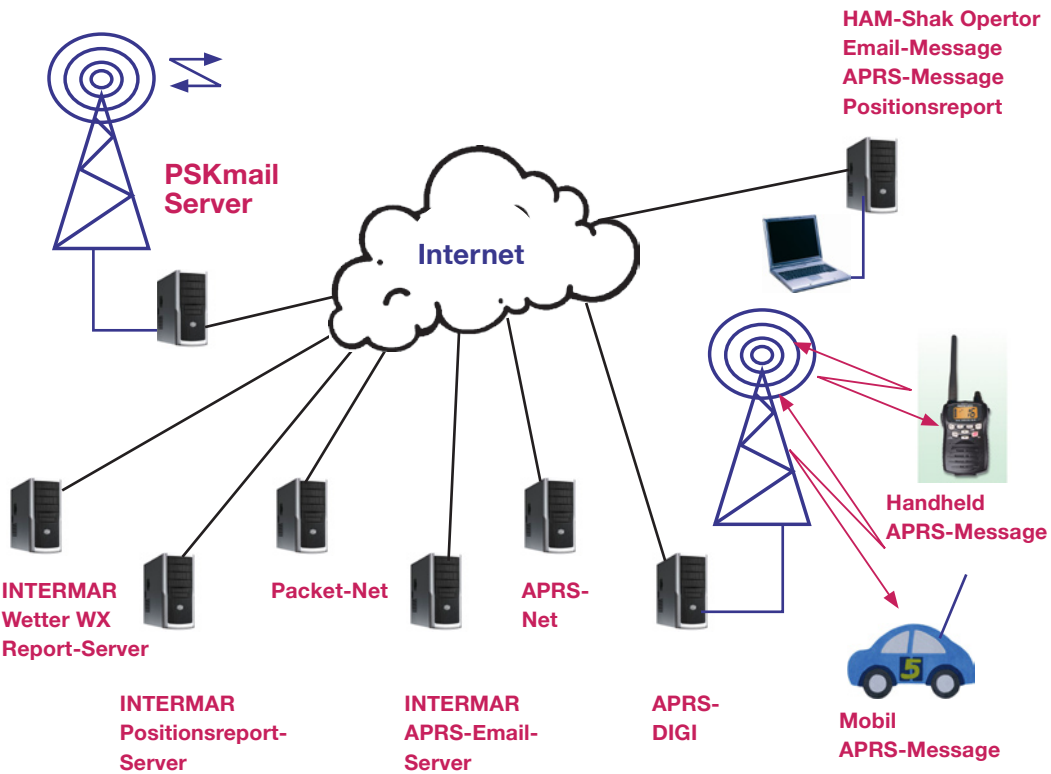 HAM-Shak Opertor
Email-Message
APRS-Message
Positionsreport
PSKmail
Server
Internet
Handheld
APRS-Message
INTERMAR
Wetter WX
Report-Server
Packet-Net
APRS-
Net
5
INTERMAR
Positionsreport-
Server
INTERMAR
APRS-Email-
Server
APRS-
DIGI
Mobil
APRS-Message